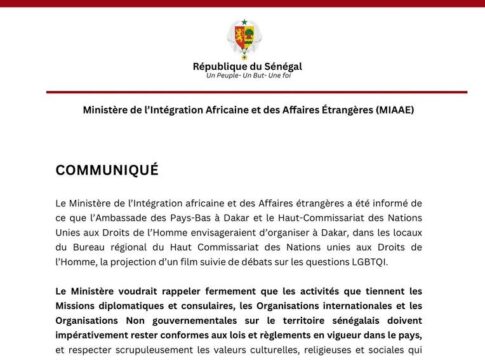 République du Sénégal
Un Peuple- Un But- Une foi
Ministère de l'Intégration Africaine et des Affaires Étrangères (MIAAE)
COMMUNIQUÉ
Le Ministère de l'Intégration africaine et des Affaires étrangères a été informé de
ce que l'Ambassade des Pays-Bas à Dakar et le Haut-Commissariat des Nations
Unies aux Droits de l'Homme envisageraient d'organiser à Dakar, dans les locaux
du Bureau régional du Haut Commissariat des Nations unies aux Droits de
l'Homme, la projection d'un film suivie de débats sur les questions LGBTQI.
Le Ministère voudrait rappeler fermement que les activités que tiennent les
Missions diplomatiques et consulaires, les Organisations internationales et les
Organisations Non gouvernementales sur le territoire sénégalais doivent
impérativement rester conformes aux lois et règlements en vigueur dans le pays,
et respecter scrupuleusement les valeurs culturelles, religieuses et sociales qui